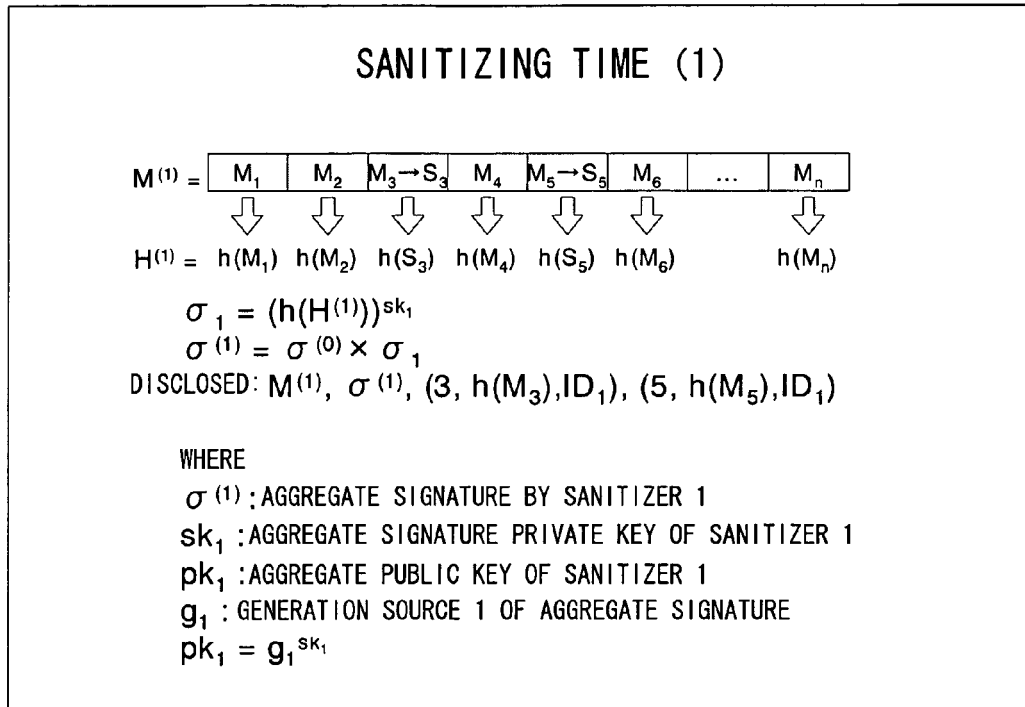 SANITIZING TIME (1)
M⁽¹⁾ = M₁ M₂ M₃→S₃ M₄ M₅→S₅ M₆ ... Mₙ
H⁽¹⁾ = h(M₁) h(M₂) h(S₃) h(M₄) h(S₅) h(M₆) h(Mₙ)
σ₁ = (h(H⁽¹⁾))^sk₁
σ⁽¹⁾ = σ⁽⁰⁾ × σ₁
DISCLOSED: M⁽¹⁾, σ⁽¹⁾, (3, h(M₃),ID₁), (5, h(M₅),ID₁)
WHERE
σ⁽¹⁾ : AGGREGATE SIGNATURE BY SANITIZER 1
sk₁ : AGGREGATE SIGNATURE PRIVATE KEY OF SANITIZER 1
pk₁ : AGGREGATE PUBLIC KEY OF SANITIZER 1
g₁ : GENERATION SOURCE 1 OF AGGREGATE SIGNATURE
pk₁ = g₁^sk₁